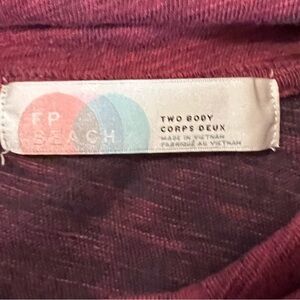 FP
BEACH
TWO BODY
CORPS DEUX
MADE IN VIETNAM
FABRIQUÉ AU VIETNAM